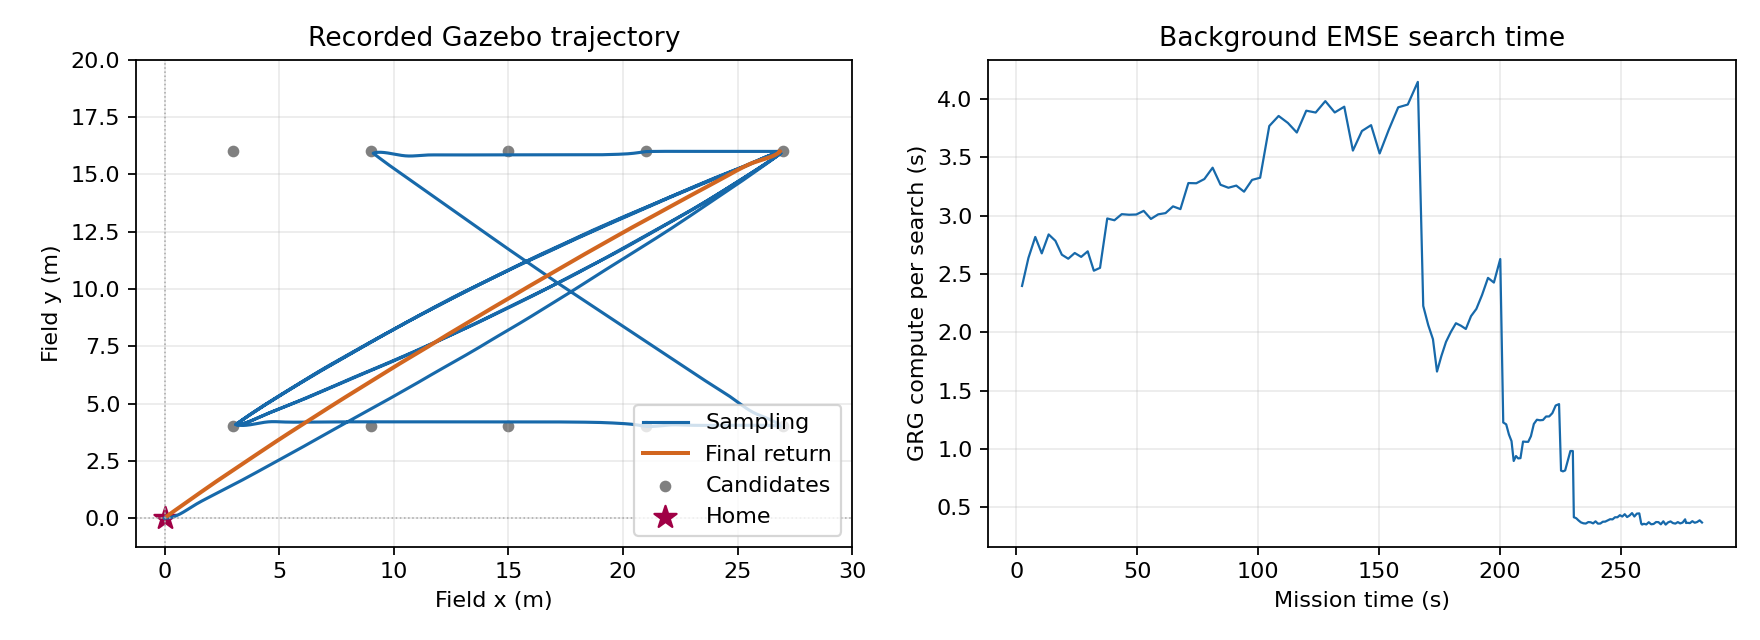 Recorded Gazebo trajectory
20.0
17.5
15.0
12.5
10.0
7.5
5.0
2.5
0.0
Field y (m)
0 5 10 15 20 25 30
Field x (m)
Sampling
Final return
Candidates
Home
Background EMSE search time
4.0
3.5
3.0
2.5
2.0
1.5
1.0
0.5
GRG compute per search (s)
0 50 100 150 200 250
Mission time (s)